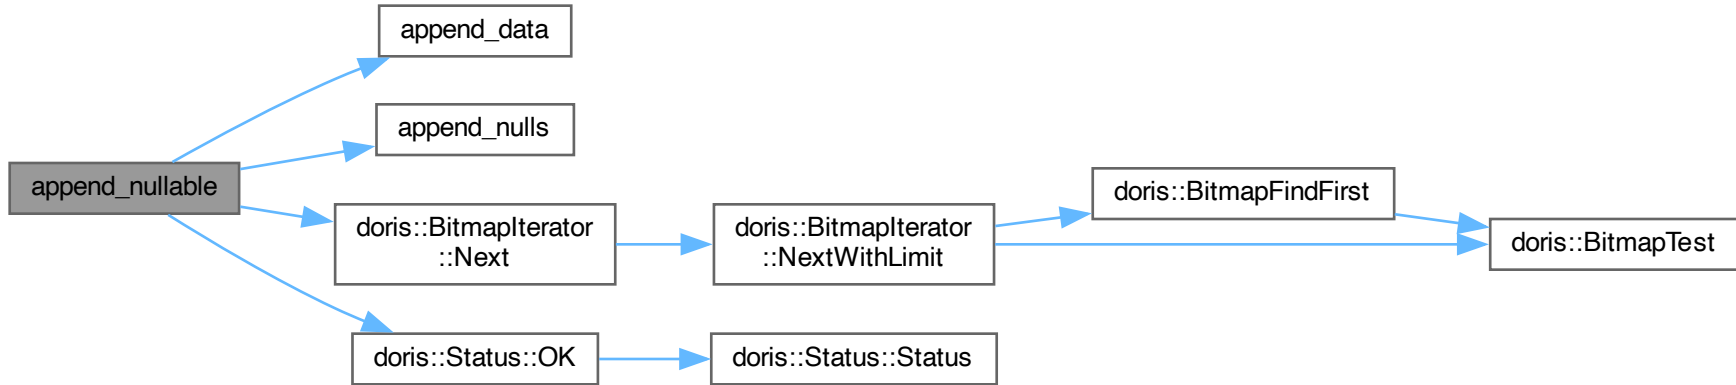 append_data
append_nulls
append_nullable
doris::BitmapIterator
::Next
doris::BitmapIterator
::NextWithLimit
doris::BitmapFindFirst
doris::BitmapTest
doris::Status::OK
doris::Status::Status